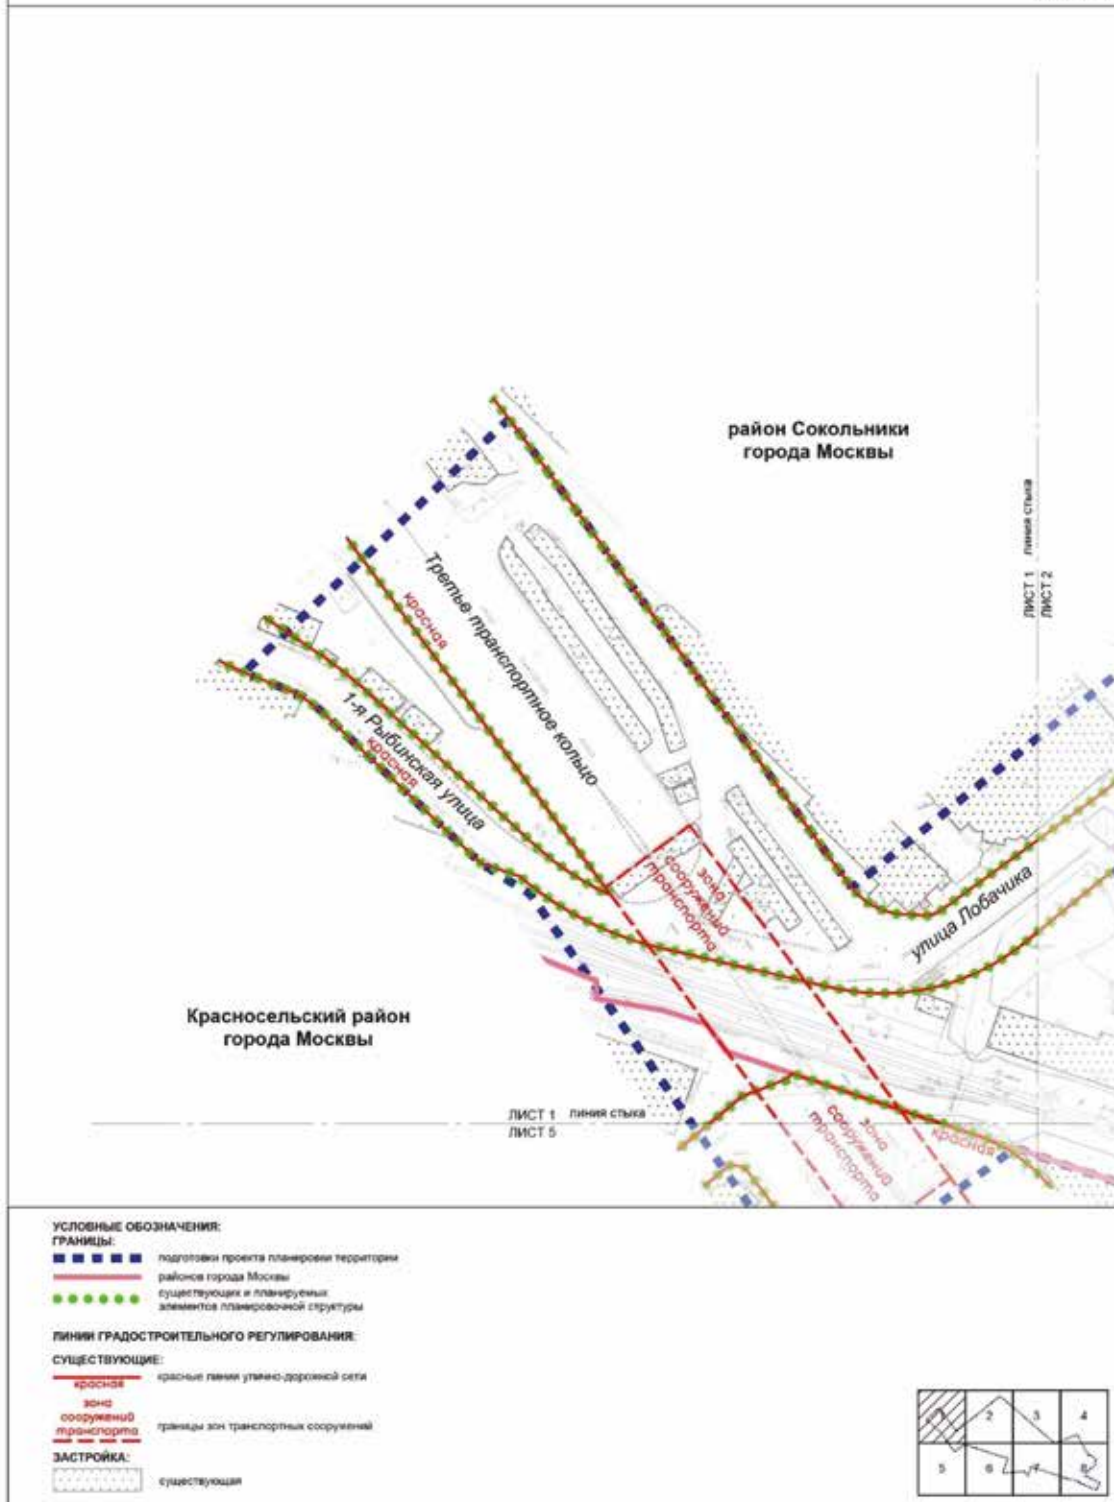 район Сокольники
города Москвы
линия стыка
ЛИСТ 1
ЛИСТ 2
Третье транспортное кольцо
красная
1-я Рыбинская улица
красная
зона
сооружений
транспорта
улица Лобачика
Красносельский район
города Москвы
ЛИСТ 1 линия стыка
ЛИСТ 5
зона
сооружений
транспорта
красная
УСЛОВНЫЕ ОБОЗНАЧЕНИЯ:
ГРАНИЦЫ:
подготовки проекта планировки территории
районов города Москвы
существующих и планируемых
элементов планировочной структуры
ЛИНИИ ГРАДОСТРОИТЕЛЬНОГО РЕГУЛИРОВАНИЯ:
СУЩЕСТВУЮЩИЕ:
красная
красные линии улично-дорожной сети
зона
сооружений
транспорта
границы зон транспортных сооружений
ЗАСТРОЙКА:
существующая
2 3 4
5 6 7 8